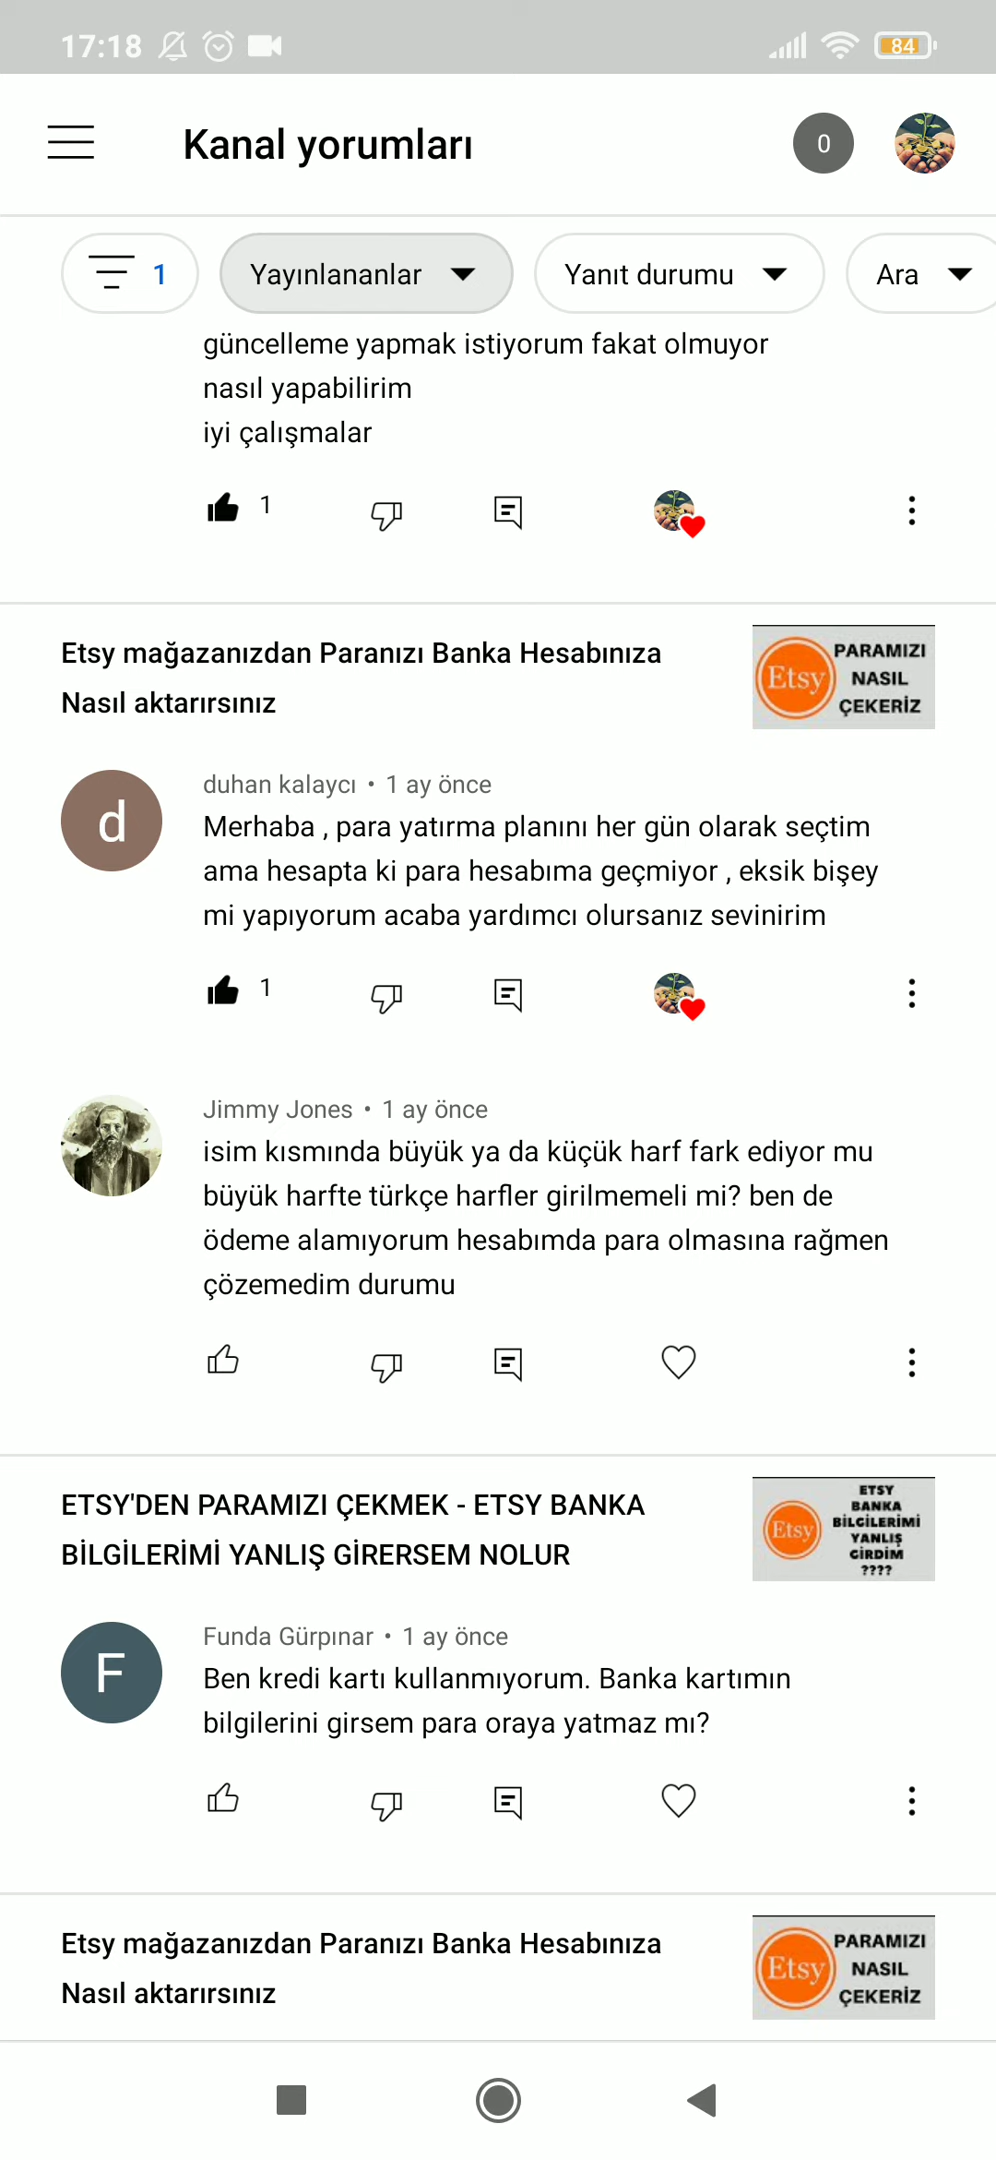 17:18
84
Kanal yorumları
0
1
Yayınlananlar
Yanıt durumu
Ara
güncelleme yapmak istiyorum fakat olmuyor
nasıl yapabilirim
iyi çalışmalar
1
Etsy mağazanızdan Paranızı Banka Hesabınıza
Nasıl aktarırsınız
Etsy
PARAMIZI
NASIL
ÇEKERİZ
d
duhan kalaycı • 1 ay önce
Merhaba , para yatırma planını her gün olarak seçtim
ama hesapta ki para hesabıma geçmiyor , eksik bişey
mi yapıyorum acaba yardımcı olursanız sevinirim
1
Jimmy Jones • 1 ay önce
isim kısmında büyük ya da küçük harf fark ediyor mu
büyük harfte türkçe harfler girilmemeli mi? ben de
ödeme alamıyorum hesabımda para olmasına rağmen
çözemedim durumu
ETSY'DEN PARAMIZI ÇEKMEK - ETSY BANKA
BİLGİLERİMİ YANLIŞ GİRERSEM NOLUR
Etsy
ETSY
BANKA
BİLGİLERİMİ
YANLIŞ
GİRDİM
????
F
Funda Gürpınar • 1 ay önce
Ben kredi kartı kullanmıyorum. Banka kartımın
bilgilerini girsem para oraya yatmaz mı?
Etsy mağazanızdan Paranızı Banka Hesabınıza
Nasıl aktarırsınız
Etsy
PARAMIZI
NASIL
ÇEKERİZ